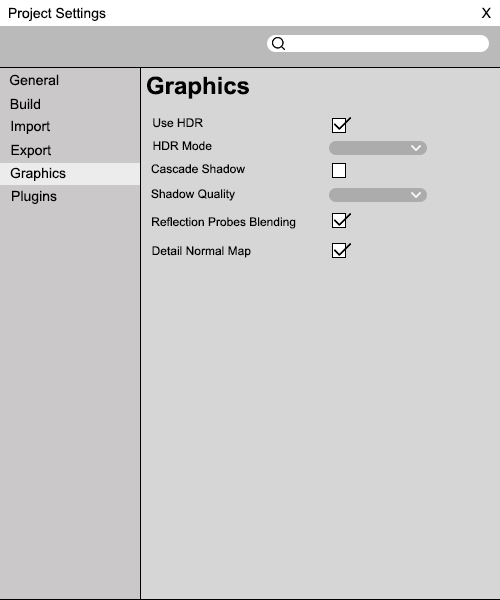 Project Settings X
General
Build
Import
Export
Graphics
Plugins
Graphics
Use HDR
HDR Mode
Cascade Shadow
Shadow Quality
Reflection Probes Blending
Detail Normal Map